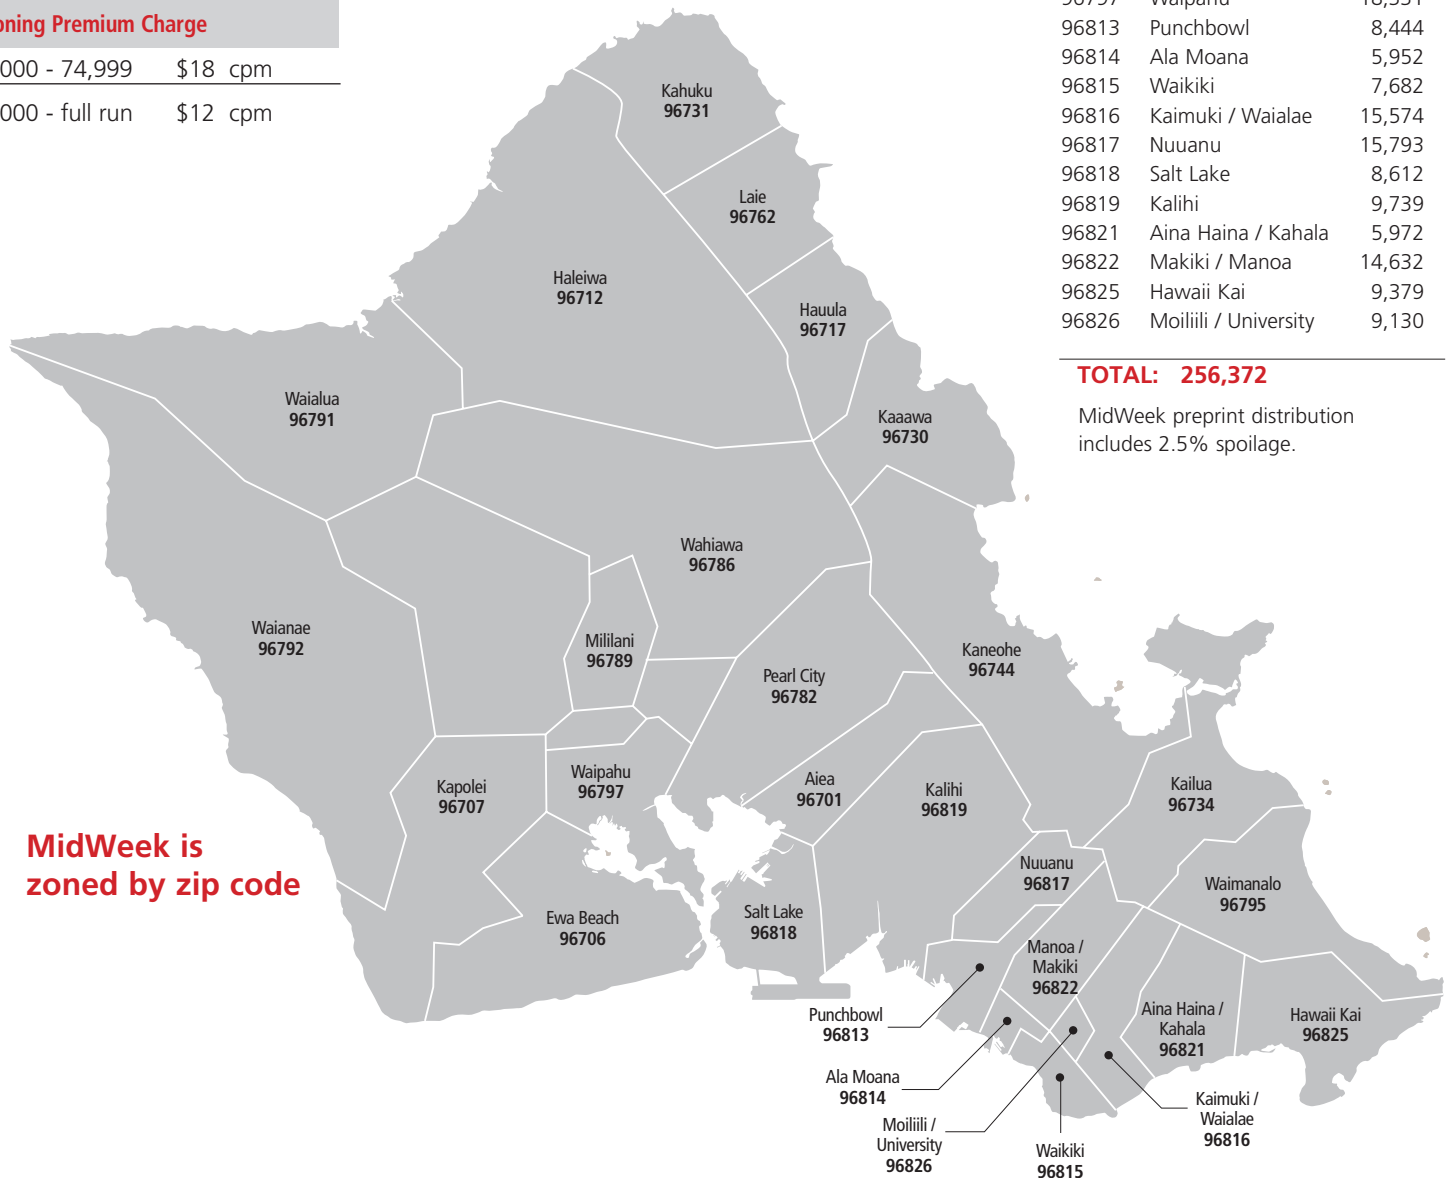 oning Premium Charge
000 - 74,999 $18 cpm
000 - full run $12 cpm
96797 Waipahu 18,331
96813 Punchbowl 8,444
96814 Ala Moana 5,952
96815 Waikiki 7,682
96816 Kaimuki / Waialae 15,574
96817 Nuuanu 15,793
96818 Salt Lake 8,612
96819 Kalihi 9,739
96821 Aina Haina / Kahala 5,972
96822 Makiki / Manoa 14,632
96825 Hawaii Kai 9,379
96826 Moiliili / University 9,130
TOTAL: 256,372
MidWeek preprint distribution
includes 2.5% spoilage.
Kahuku
96731
Laie
96762
Haleiwa
96712
Hauula
96717
Waialua
96791
Kaaawa
96730
Wahiawa
96786
Waianae
96792
Mililani
96789
Kaneohe
96744
Pearl City
96782
Waipahu
96797
Kapolei
96707
Aiea
96701
Kalihi
96819
Kailua
96734
MidWeek is
zoned by zip code
Nuuanu
96817
Waimanalo
96795
Ewa Beach
96706
Salt Lake
96818
Manoa /
Makiki
96822
Punchbowl
96813
Aina Haina /
Kahala
96821
Hawaii Kai
96825
Ala Moana
96814
Moiliili /
University
96826
Waikiki
96815
Kaimuki /
Waialae
96816